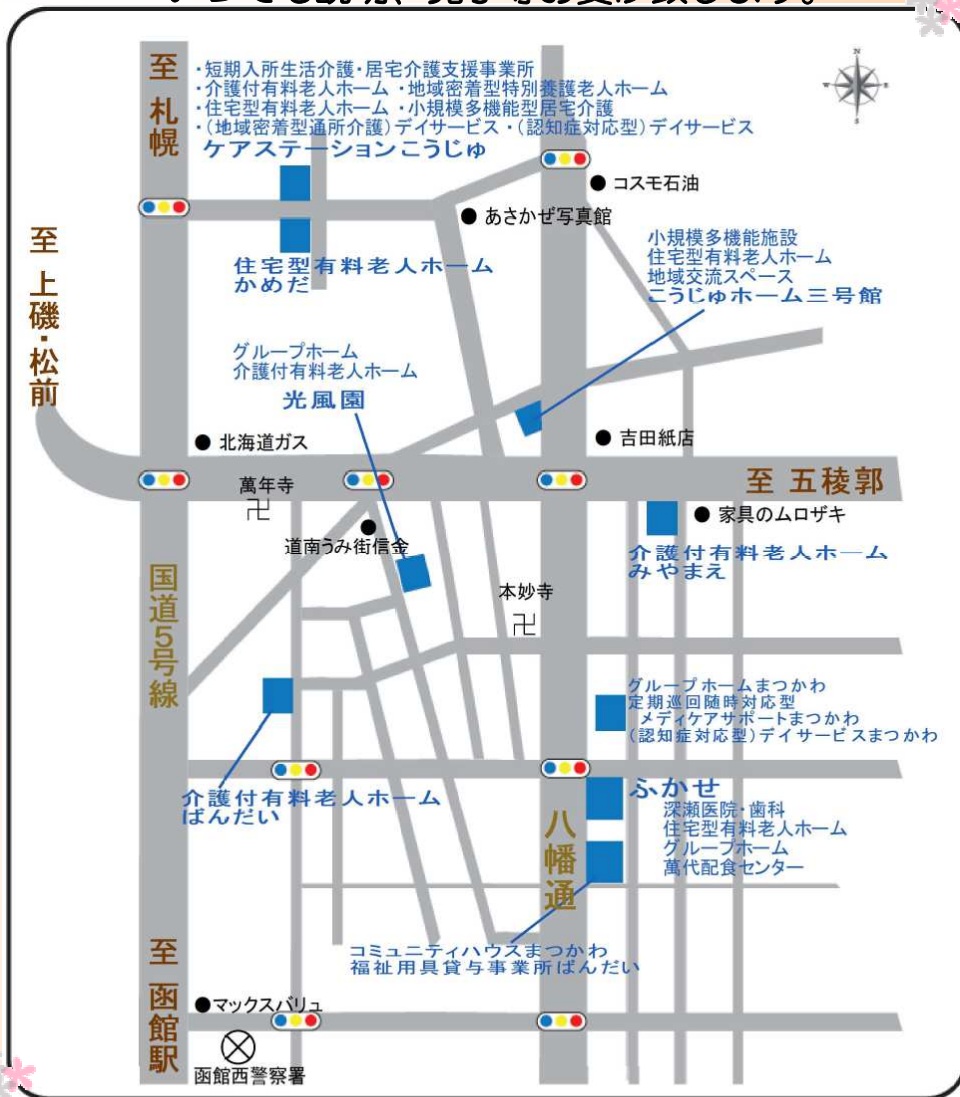 いつでも説明、見学等お受け致します。
至 札幌
・短期入所生活介護・居宅介護支援事業所
・介護付有料老人ホーム ・地域密着型特別養護老人ホーム
・住宅型有料老人ホーム ・小規模多機能型居宅介護
・(地域密着型通所介護)デイサービス・(認知症対応型)デイサービス
ケアステーションこうじゅ
N
W
E
S
コスモ石油
あさかぜ写真館
至 上磯・松前
住宅型有料老人ホーム
かめだ
小規模多機能施設
住宅型有料老人ホーム
地域交流スペース
こうじゅホーム三号館
グループホーム
介護付有料老人ホーム
光風園
北海道ガス
吉田紙店
至 五稜郭
萬年寺
卍
家具のムロザキ
道南うみ街信金
介護付有料老人ホーム
みやまえ
国道5号線
本妙寺
卍
グループホームまつかわ
定期巡回随時対応型
メディケアサポートまつかわ
(認知症対応型)デイサービスまつかわ
介護付有料老人ホーム
ばんだい
ふかせ
深瀬医院・歯科
住宅型有料老人ホーム
グループホーム
萬代配食センター
八幡通
コミュニティハウスまつかわ
福祉用具貸与事業所ばんだい
至 函館駅
マックスバリュ
函館西警察署